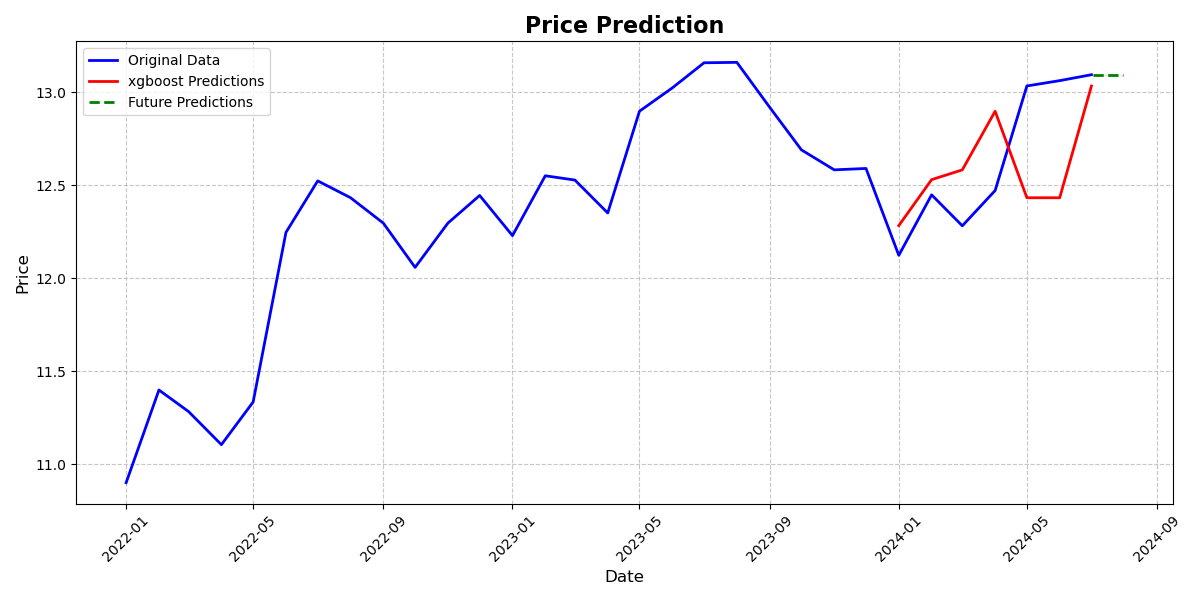 Price Prediction
Original Data
xgboost Predictions
Future Predictions
Price
13.0
12.5
12.0
11.5
11.0
2022-01
2022-05
2022-09
2023-01
2023-05
2023-09
2024-01
2024-05
2024-09
Date